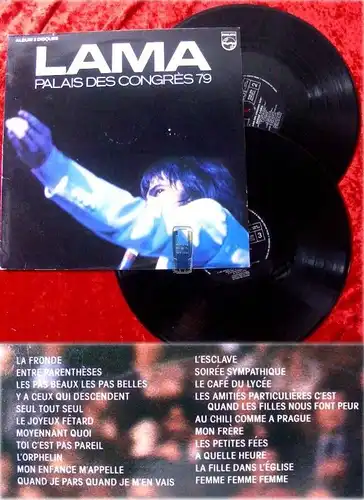 ALBUM 2 DISQUES
PHILIPS
LAMA
PALAIS DES CONGRÈS 79
2
3
LA FRONDE
ENTRE PARENTHÈSES
LES PAS BEAUX LES PAS BELLES
Y A CEUX QUI DESCENDENT
SEUL TOUT SEUL
LE JOYEUX FÊTARD
MOYENNANT QUOI
TOI C'EST PAS PAREIL
L'ORPHELIN
MON ENFANCE M'APPELLE
QUAND JE PARS QUAND JE M'EN VAIS
L'ESCLAVE
SOIRÉE SYMPATHIQUE
LE CAFÉ DU LYCÉE
LES AMITIÉS PARTICULIÈRES C'EST
QUAND LES FILLES NOUS FONT PEUR
AU CHILI COMME A PRAGUE
MON FRÈRE
LES PETITES FÉES
À QUELLE HEURE
LA FILLE DANS L'ÉGLISE
FEMME FEMME FEMME